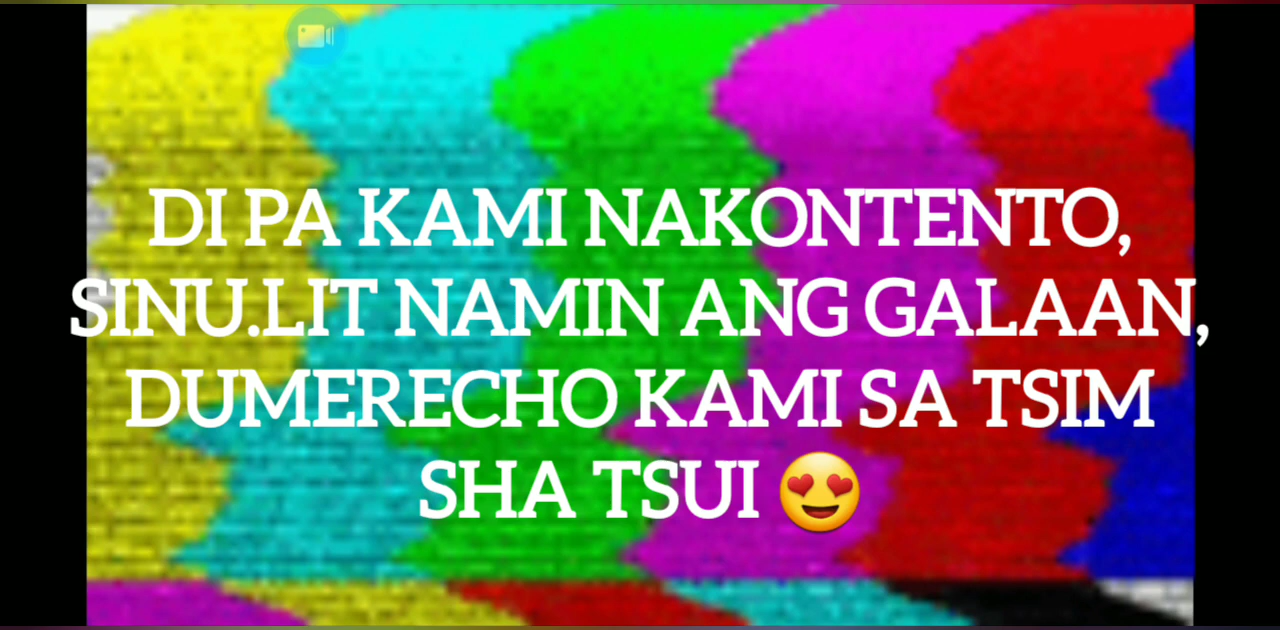 DI PA KAMI NAKONTENTO,
SINU.LIT NAMIN ANG GALAAN,
DUMERECHO KAMI SA TSIM
SHA TSUI 😍